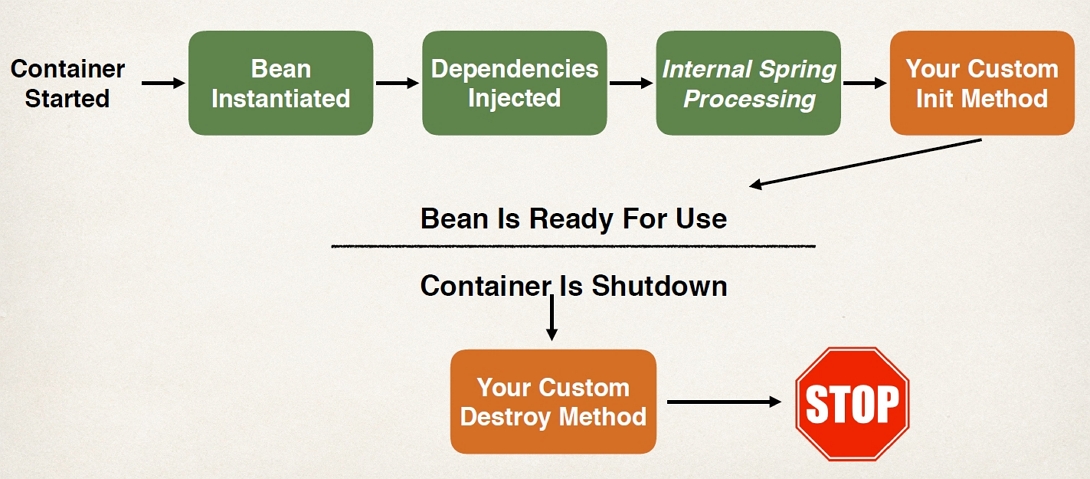 Container
Started
Bean
Instantiated
Dependencies
Injected
Internal Spring
Processing
Your Custom
Init Method
Bean Is Ready For Use
Container Is Shutdown
Your Custom
Destroy Method
STOP